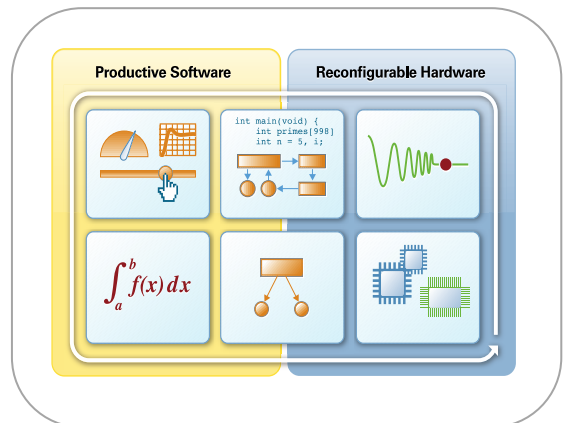 Productive Software
Reconfigurable Hardware
int main(void) {
int primes[998]
int n = 5, i;
∫ₐᵇ f(x) dx